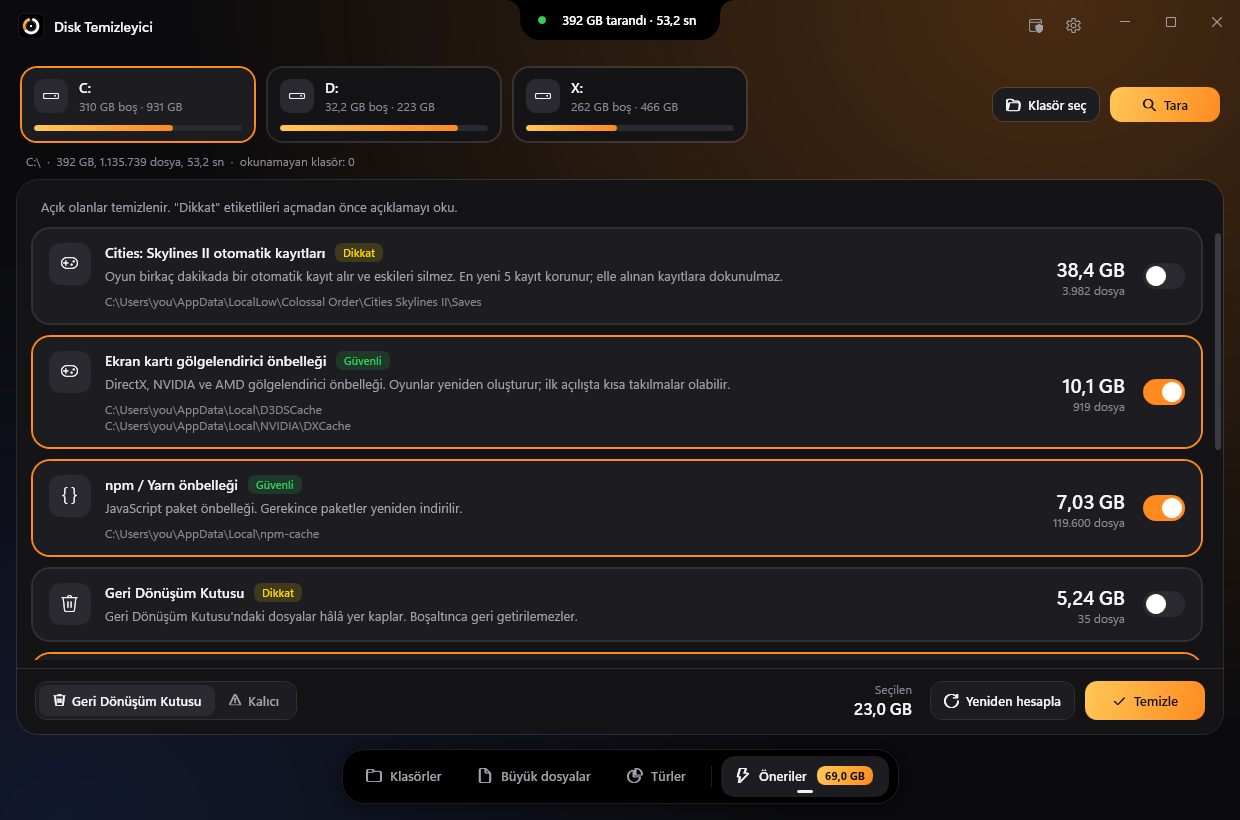 Disk Temizleyici
392 GB tarandı · 53,2 sn
C:
310 GB boş · 931 GB
D:
32,2 GB boş · 223 GB
X:
262 GB boş · 466 GB
Klasör seç
Tara
C:\ · 392 GB, 1.135.739 dosya, 53,2 sn · okunamayan klasör: 0
Açık olanlar temizlenir. "Dikkat" etiketlileri açmadan önce açıklamayı oku.
Cities: Skylines II otomatik kayıtları Dikkat
Oyun birkaç dakikada bir otomatik kayıt alır ve eskileri silmez. En yeni 5 kayıt korunur; elle alınan kayıtlara dokunulmaz.
C:\Users\you\AppData\LocalLow\Colossal Order\Cities Skylines II\Saves
38,4 GB
3.982 dosya
Ekran kartı gölgelendirici önbelleği Güvenli
DirectX, NVIDIA ve AMD gölgelendirici önbelleği. Oyunlar yeniden oluşturur; ilk açılışta kısa takılmalar olabilir.
C:\Users\you\AppData\Local\D3DSCache
C:\Users\you\AppData\Local\NVIDIA\DXCache
10,1 GB
919 dosya
npm / Yarn önbelleği Güvenli
JavaScript paket önbelleği. Gerekince paketler yeniden indirilir.
C:\Users\you\AppData\Local\npm-cache
7,03 GB
119.600 dosya
Geri Dönüşüm Kutusu Dikkat
Geri Dönüşüm Kutusu'ndaki dosyalar hâlâ yer kaplar. Boşaltınca geri getirilemezler.
5,24 GB
35 dosya
Geri Dönüşüm Kutusu
Kalıcı
Seçilen
23,0 GB
Yeniden hesapla
Temizle
Klasörler
Büyük dosyalar
Türler
Öneriler
69,0 GB